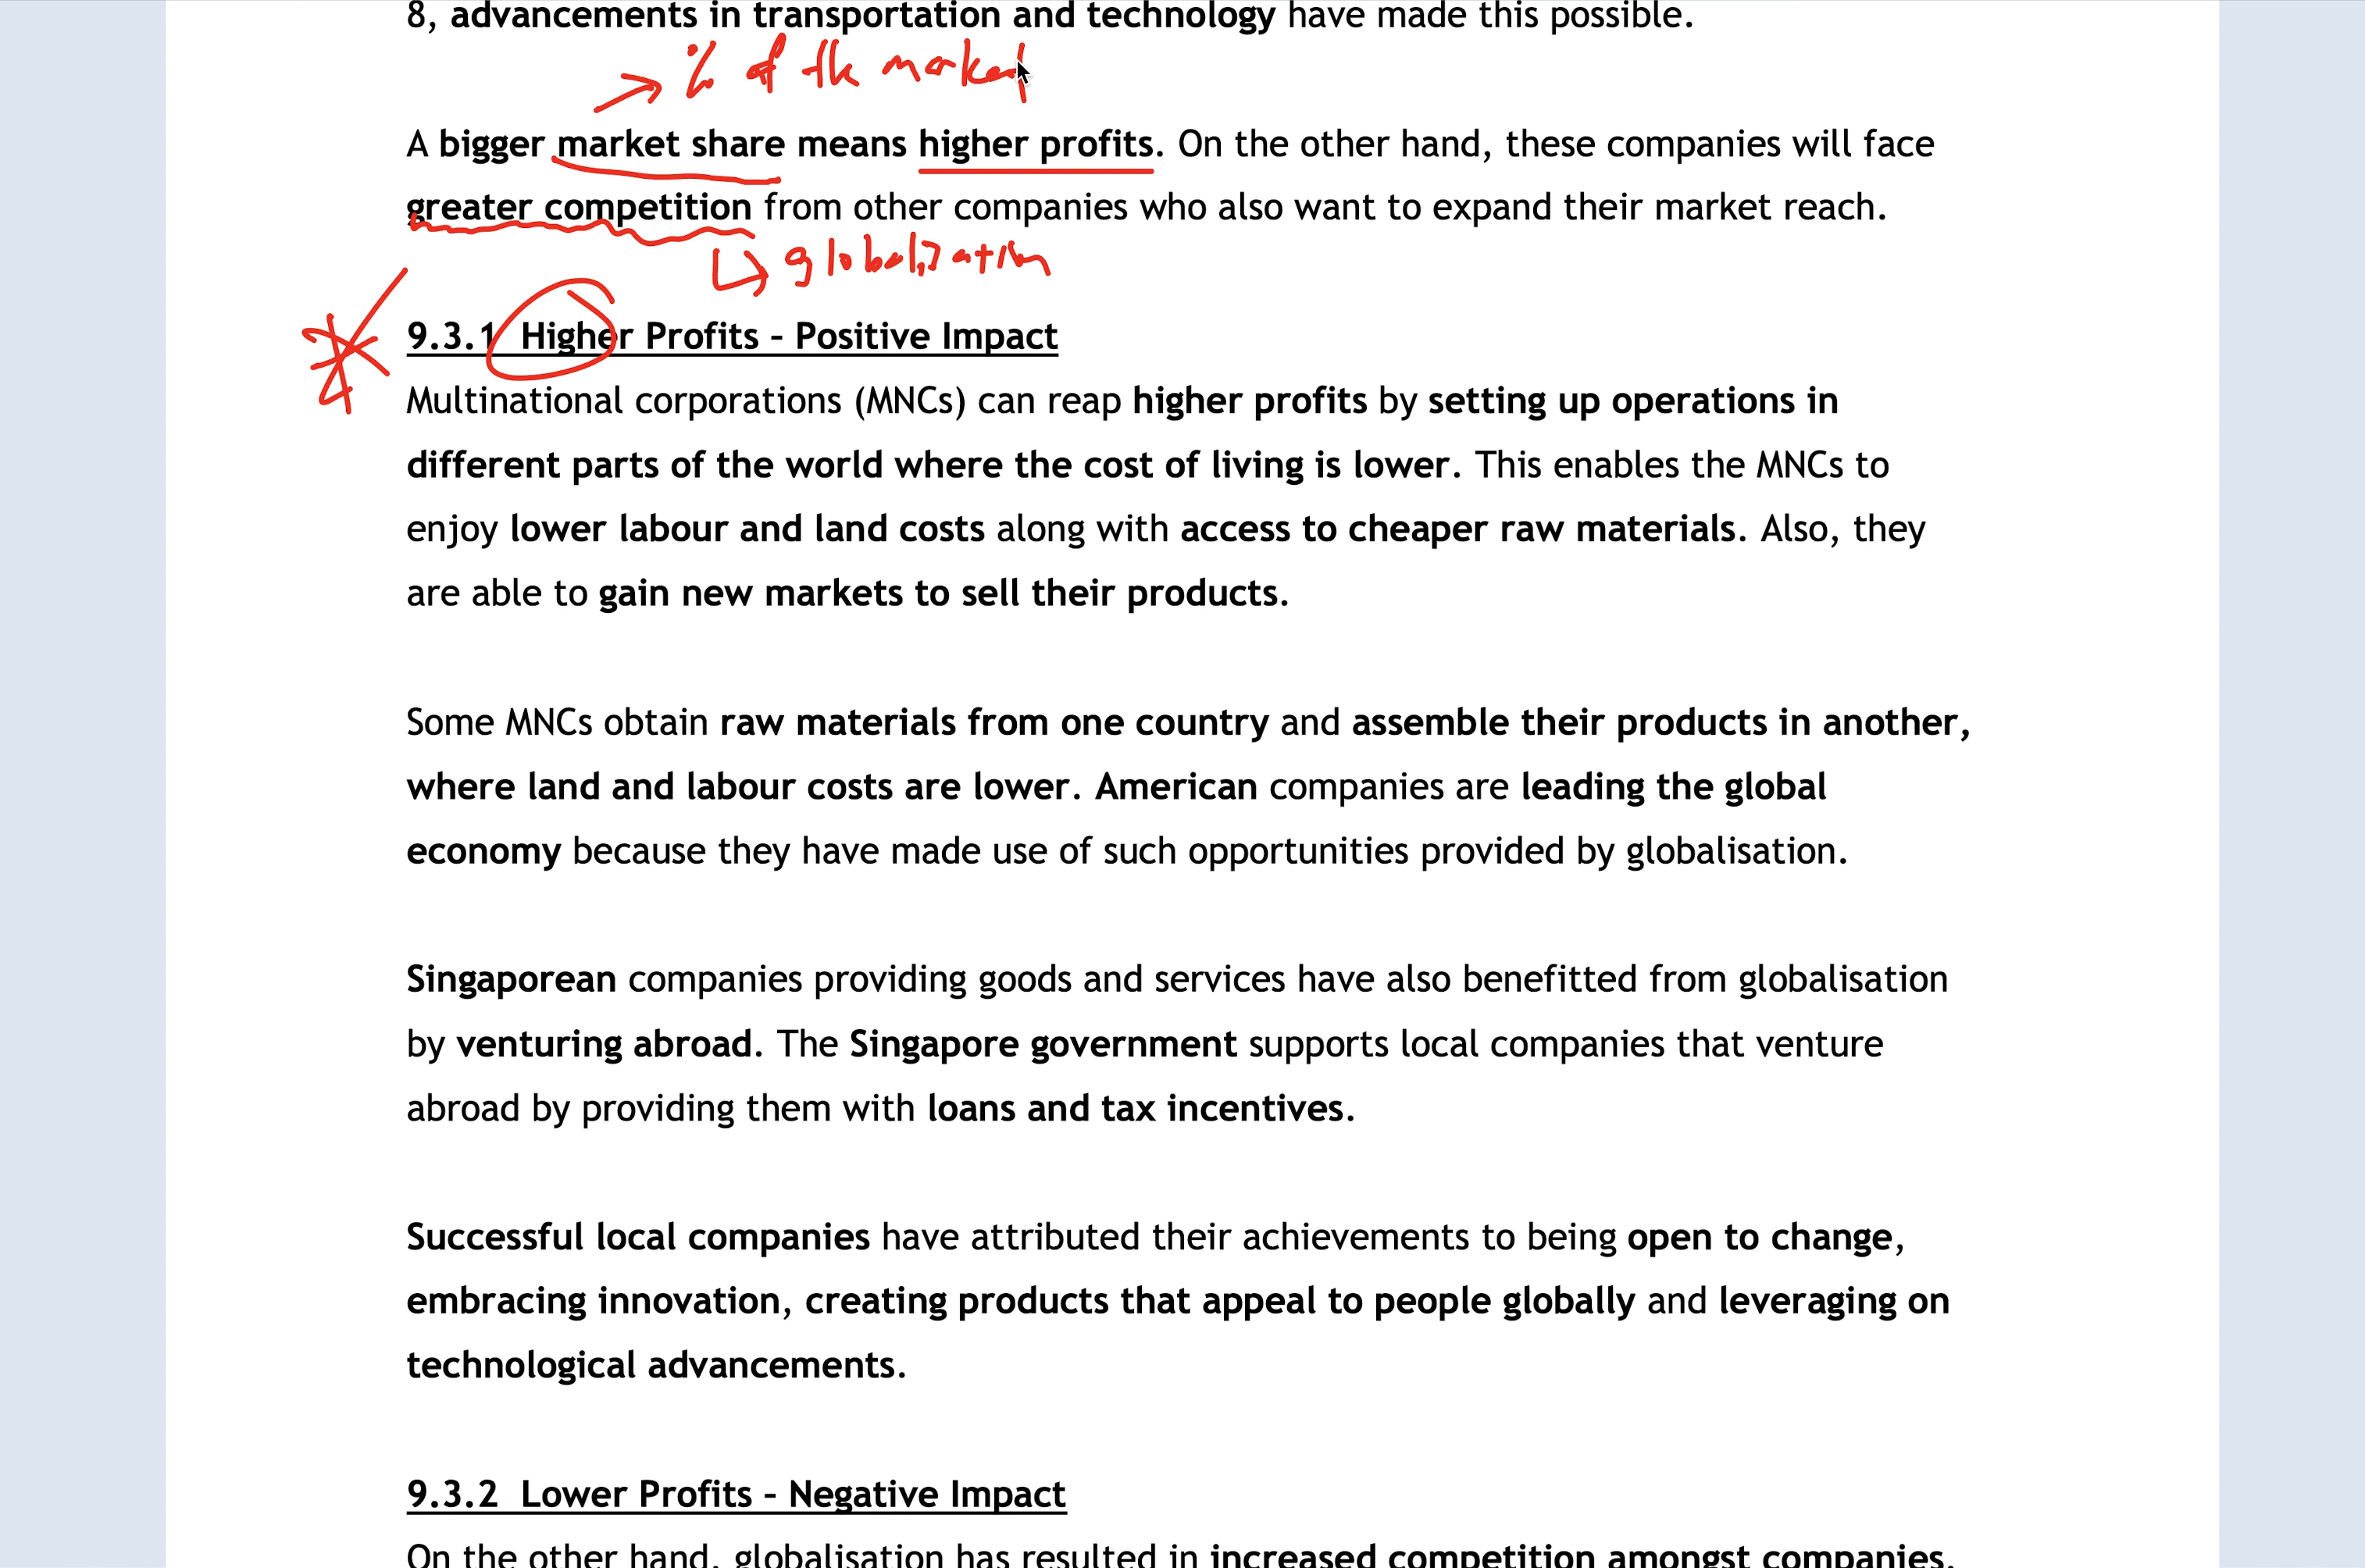 8, advancements in transportation and technology have made this possible.
% of the market
A bigger market share means higher profits. On the other hand, these companies will face
greater competition from other companies who also want to expand their market reach.
globalization
9.3.1 Higher Profits – Positive Impact
Multinational corporations (MNCs) can reap higher profits by setting up operations in
different parts of the world where the cost of living is lower. This enables the MNCs to
enjoy lower labour and land costs along with access to cheaper raw materials. Also, they
are able to gain new markets to sell their products.
Some MNCs obtain raw materials from one country and assemble their products in another,
where land and labour costs are lower. American companies are leading the global
economy because they have made use of such opportunities provided by globalisation.
Singaporean companies providing goods and services have also benefitted from globalisation
by venturing abroad. The Singapore government supports local companies that venture
abroad by providing them with loans and tax incentives.
Successful local companies have attributed their achievements to being open to change,
embracing innovation, creating products that appeal to people globally and leveraging on
technological advancements.
9.3.2 Lower Profits – Negative Impact
On the other hand, globalisation has resulted in increased competition amongst companies.